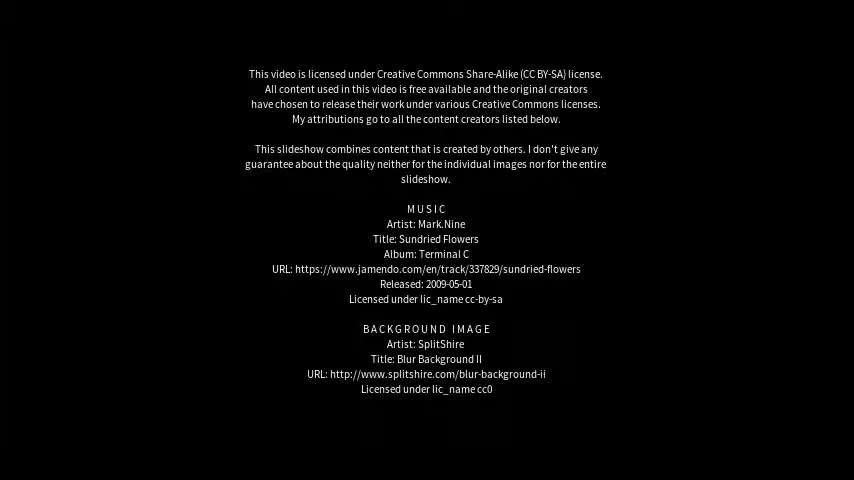 This video is licensed under Creative Commons Share-Alike (CC BY-SA) license.
All content used in this video is free available and the original creators
have chosen to release their work under various Creative Commons licenses.
My attributions go to all the content creators listed below.
This slideshow combines content that is created by others. I don't give any
guarantee about the quality neither for the individual images nor for the entire
slideshow.
MUSIC
Artist: Mark.Nine
Title: Sundried Flowers
Album: Terminal C
URL: https://www.jamendo.com/en/track/337829/sundried-flowers
Released: 2009-05-01
Licensed under lic_name cc-by-sa
BACKGROUND IMAGE
Artist: SplitShire
Title: Blur Background II
URL: http://www.splitshire.com/blur-background-ii
Licensed under lic_name cc0